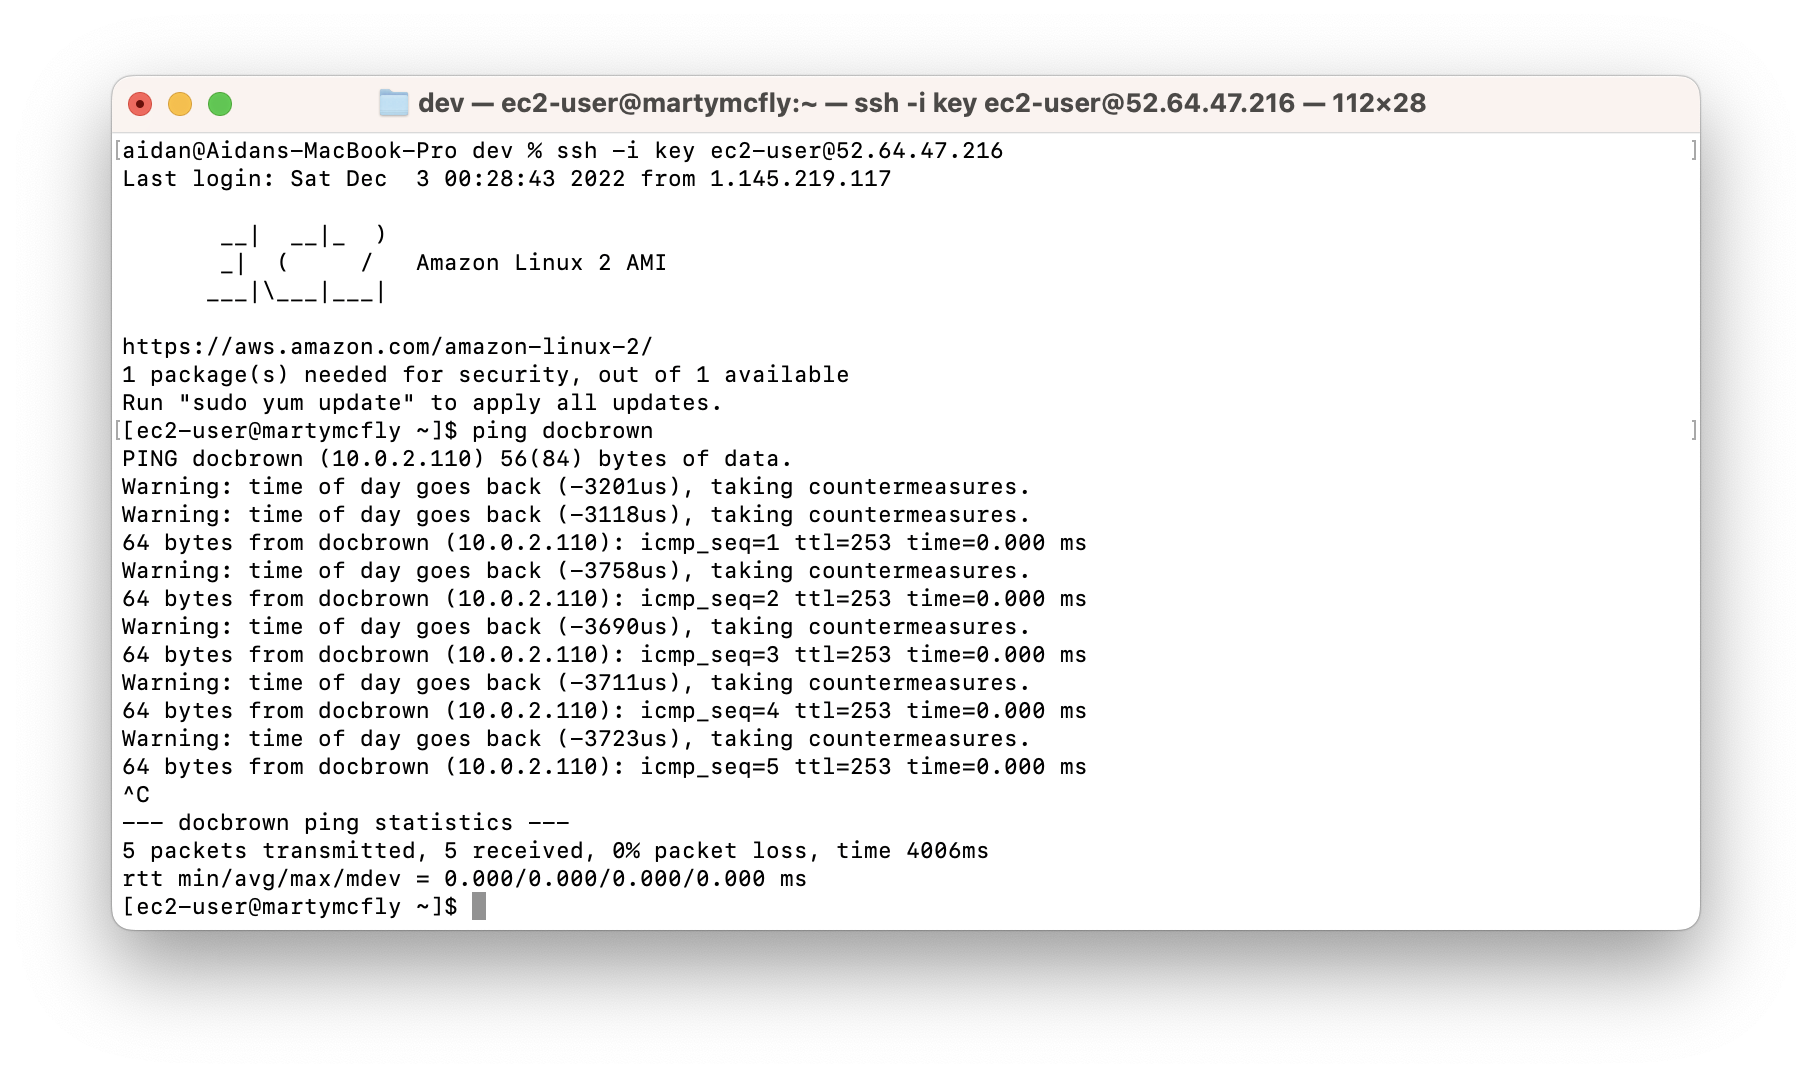 dev — ec2-user@martymcfly:~ — ssh -i key ec2-user@52.64.47.216 — 112×28
[aidan@Aidans-MacBook-Pro dev % ssh -i key ec2-user@52.64.47.216 ]
Last login: Sat Dec  3 00:28:43 2022 from 1.145.219.117

       __|  __|_  )
       _|  (     /   Amazon Linux 2 AMI
      ___|\___|___|

https://aws.amazon.com/amazon-linux-2/
1 package(s) needed for security, out of 1 available
Run "sudo yum update" to apply all updates.
[[ec2-user@martymcfly ~]$ ping docbrown ]
PING docbrown (10.0.2.110) 56(84) bytes of data.
Warning: time of day goes back (-3201us), taking countermeasures.
Warning: time of day goes back (-3118us), taking countermeasures.
64 bytes from docbrown (10.0.2.110): icmp_seq=1 ttl=253 time=0.000 ms
Warning: time of day goes back (-3758us), taking countermeasures.
64 bytes from docbrown (10.0.2.110): icmp_seq=2 ttl=253 time=0.000 ms
Warning: time of day goes back (-3690us), taking countermeasures.
64 bytes from docbrown (10.0.2.110): icmp_seq=3 ttl=253 time=0.000 ms
Warning: time of day goes back (-3711us), taking countermeasures.
64 bytes from docbrown (10.0.2.110): icmp_seq=4 ttl=253 time=0.000 ms
Warning: time of day goes back (-3723us), taking countermeasures.
64 bytes from docbrown (10.0.2.110): icmp_seq=5 ttl=253 time=0.000 ms
^C
--- docbrown ping statistics ---
5 packets transmitted, 5 received, 0% packet loss, time 4006ms
rtt min/avg/max/mdev = 0.000/0.000/0.000/0.000 ms
[ec2-user@martymcfly ~]$